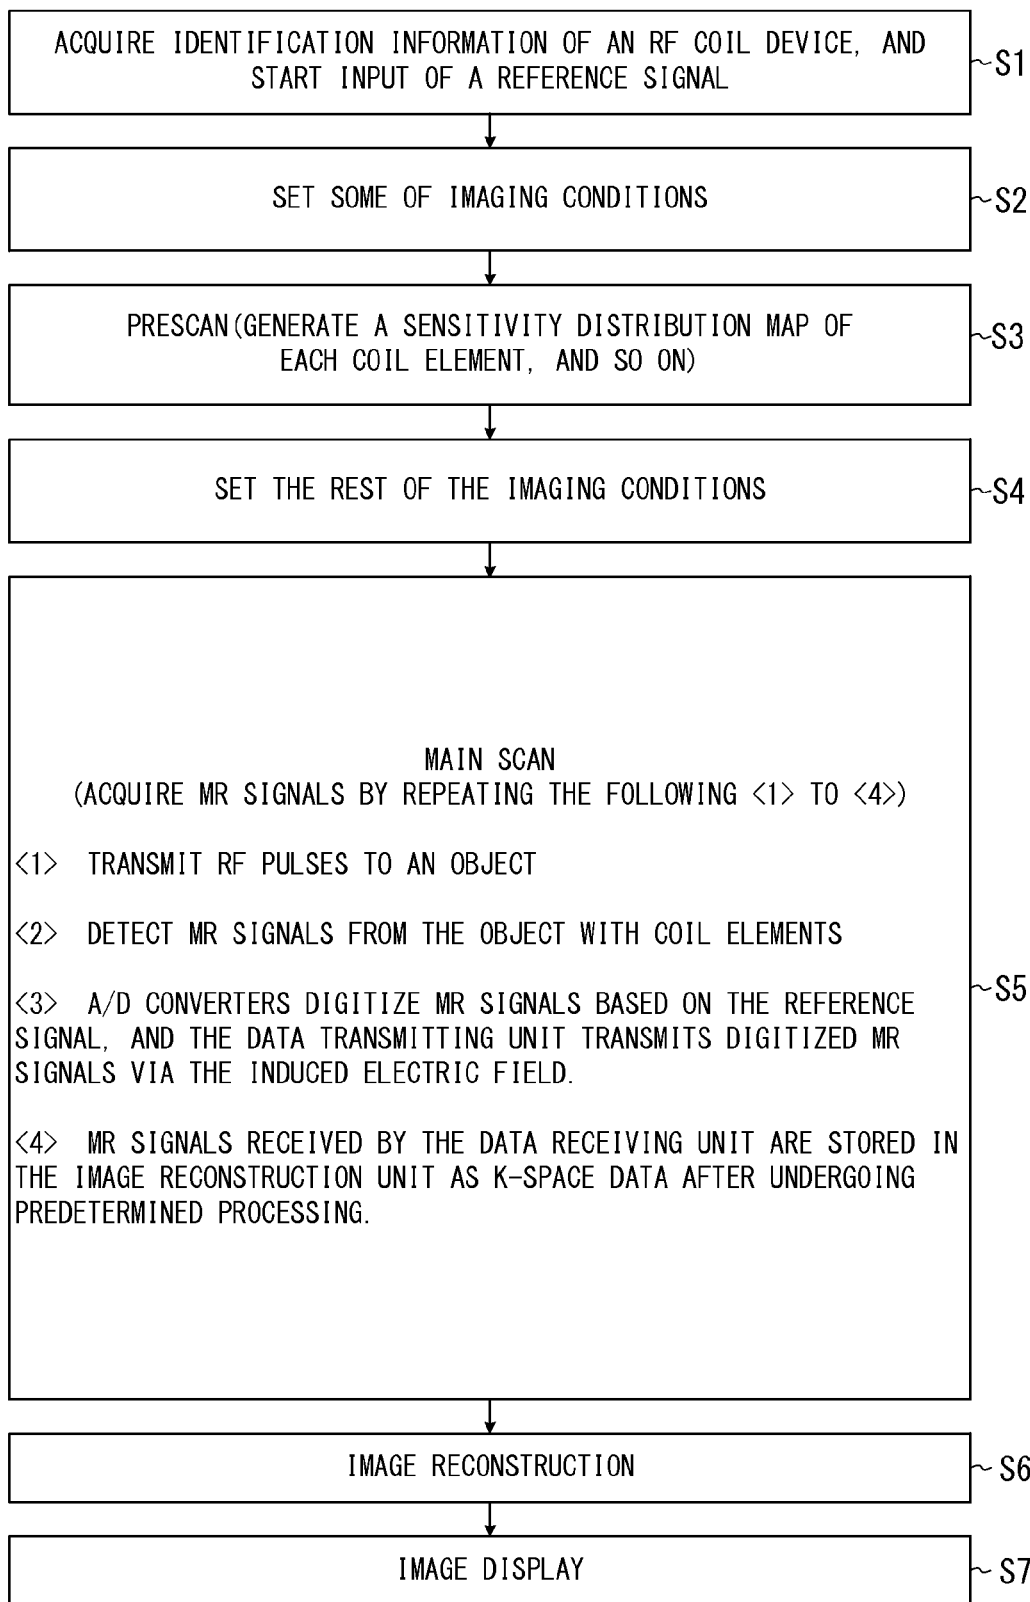 ACQUIRE IDENTIFICATION INFORMATION OF AN RF COIL DEVICE, AND
START INPUT OF A REFERENCE SIGNAL
S1
SET SOME OF IMAGING CONDITIONS
S2
PRESCAN(GENERATE A SENSITIVITY DISTRIBUTION MAP OF
EACH COIL ELEMENT, AND SO ON)
S3
SET THE REST OF THE IMAGING CONDITIONS
S4
MAIN SCAN
(ACQUIRE MR SIGNALS BY REPEATING THE FOLLOWING <1> TO <4>)
<1> TRANSMIT RF PULSES TO AN OBJECT
<2> DETECT MR SIGNALS FROM THE OBJECT WITH COIL ELEMENTS
<3> A/D CONVERTERS DIGITIZE MR SIGNALS BASED ON THE REFERENCE
SIGNAL, AND THE DATA TRANSMITTING UNIT TRANSMITS DIGITIZED MR
SIGNALS VIA THE INDUCED ELECTRIC FIELD.
<4> MR SIGNALS RECEIVED BY THE DATA RECEIVING UNIT ARE STORED IN
THE IMAGE RECONSTRUCTION UNIT AS K-SPACE DATA AFTER UNDERGOING
PREDETERMINED PROCESSING.
S5
IMAGE RECONSTRUCTION
S6
IMAGE DISPLAY
S7